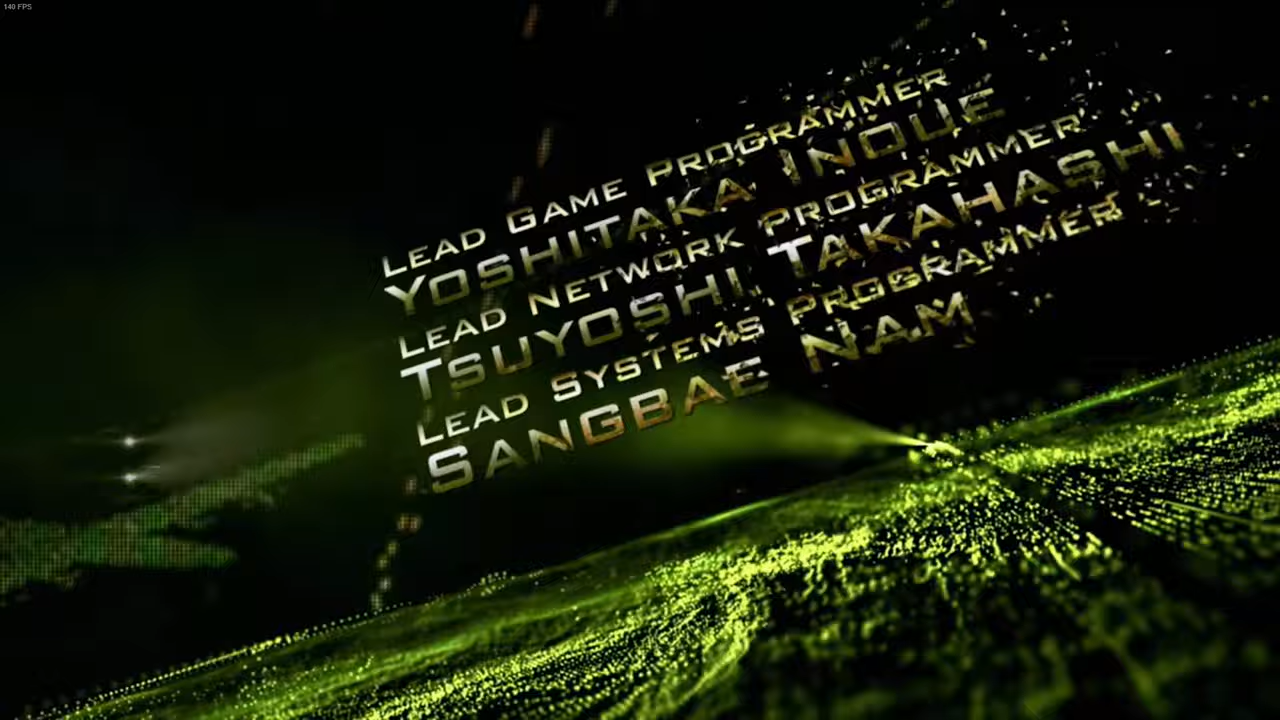 140 FPS
LEAD GAME PROGRAMMER
YOSHITAKA INOUE
LEAD NETWORK PROGRAMMER
TSUYOSHI TAKAHASHI
LEAD SYSTEMS PROGRAMMER
SANGBAE NAM